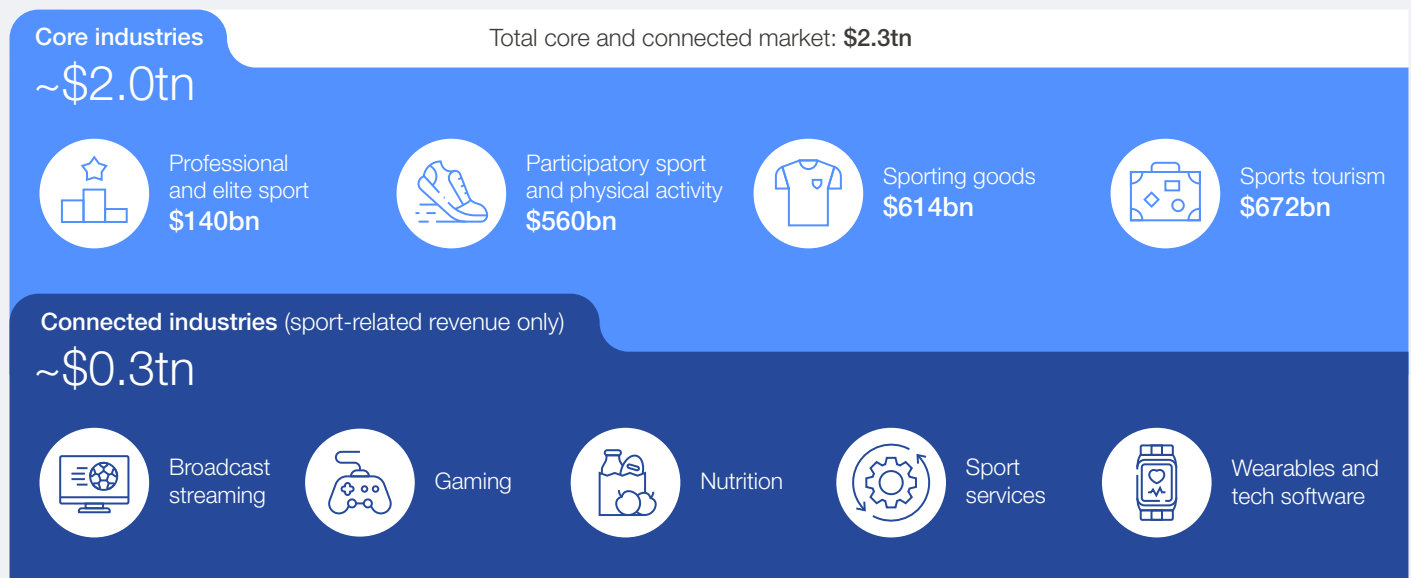 Core industries
Total core and connected market: $2.3tn
~$2.0tn
Professional
and elite sport
$140bn
Participatory sport
and physical activity
$560bn
Sporting goods
$614bn
Sports tourism
$672bn
Connected industries (sport-related revenue only)
~$0.3tn
Broadcast
streaming
Gaming
Nutrition
Sport
services
Wearables and
tech software